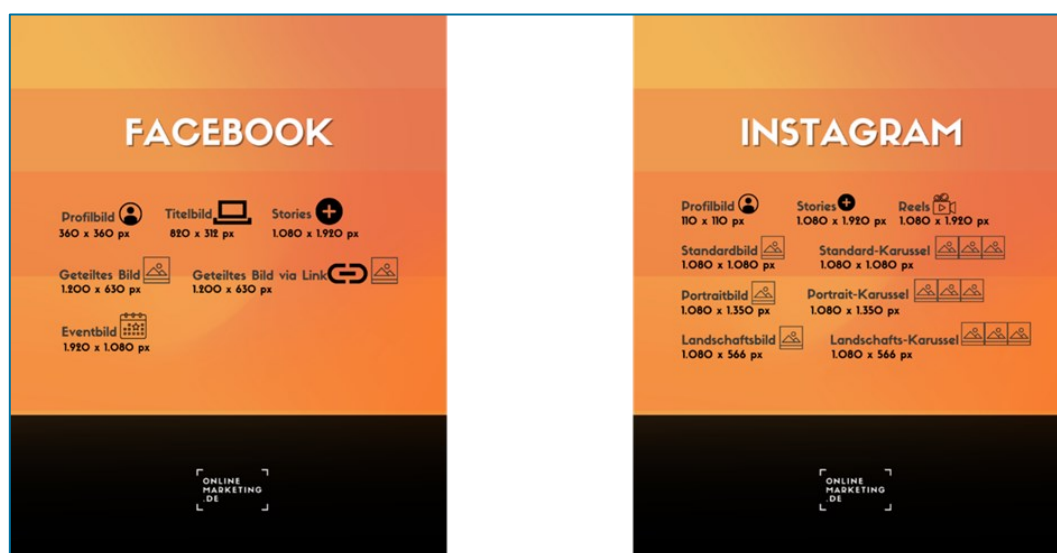 FACEBOOK
Profilbild
360 x 360 px
Titelbild
820 x 312 px
Stories
1.080 x 1.920 px
Geteiltes Bild
1.200 x 630 px
Geteiltes Bild via Link
1.200 x 630 px
Eventbild
1.920 x 1.080 px
ONLINE
MARKETING
.DE
INSTAGRAM
Profilbild
110 x 110 px
Stories
1.080 x 1.920 px
Reels
1.080 x 1.920 px
Standardbild
1.080 x 1.080 px
Standard-Karussel
1.080 x 1.080 px
Portraitbild
1.080 x 1.350 px
Portrait-Karussel
1.080 x 1.350 px
Landschaftsbild
1.080 x 566 px
Landschafts-Karussel
1.080 x 566 px
ONLINE
MARKETING
.DE